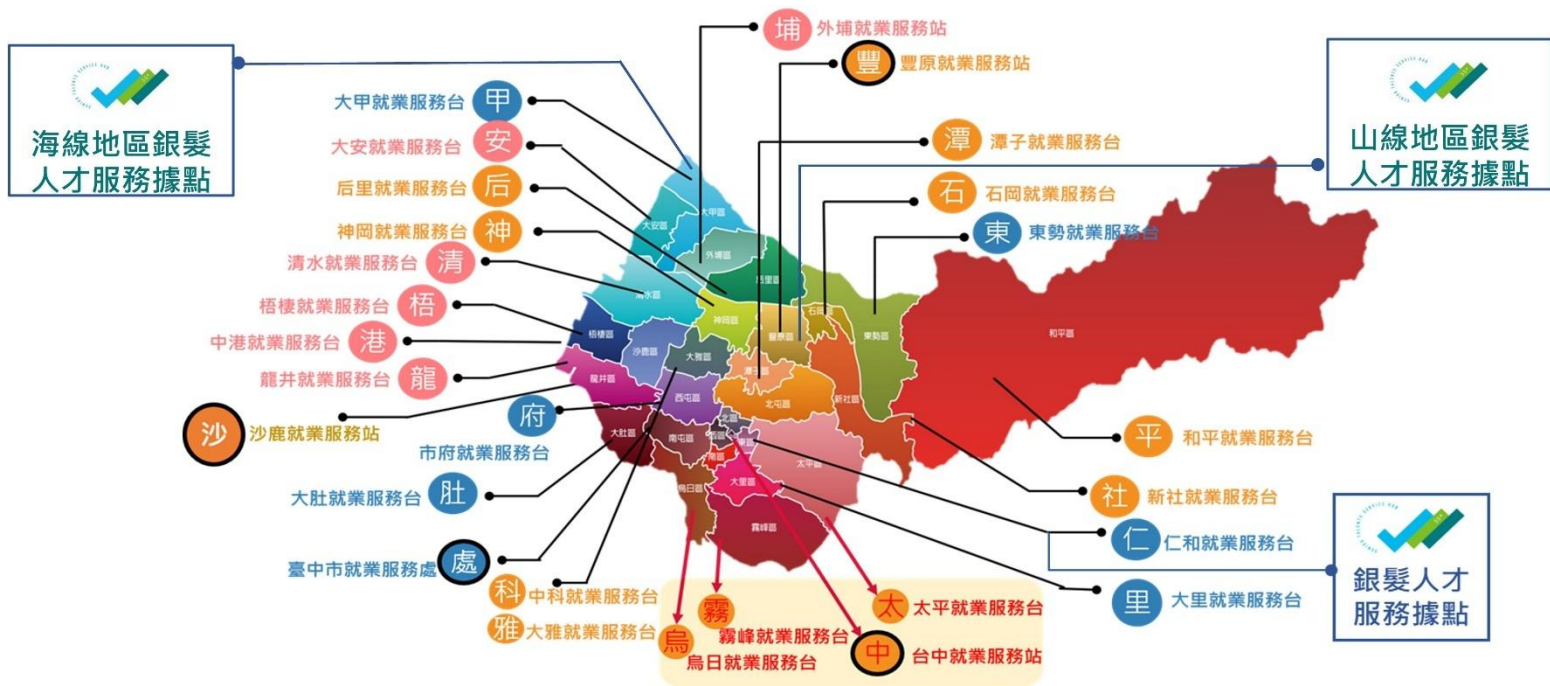 海線地區銀髮
人才服務據點
山線地區銀髮
人才服務據點
銀髮人才
服務據點
埔 外埔就業服務站
豐 豐原就業服務站
大甲就業服務台 甲
大安就業服務台 安
后里就業服務台 后
神岡就業服務台 神
清水就業服務台 清
梧棲就業服務台 梧
中港就業服務台 港
龍井就業服務台 龍
沙 沙鹿就業服務站
府
市府就業服務台
大肚就業服務台 肚
臺中市就業服務處 處
科 中科就業服務台
雅 大雅就業服務台
潭 潭子就業服務台
石 石岡就業服務台
東 東勢就業服務台
平 和平就業服務台
社 新社就業服務台
仁 仁和就業服務台
里 大里就業服務台
太 太平就業服務台
霧
霧峰就業服務台
烏
烏日就業服務台
中 台中就業服務站
大甲區
大安區
外埔區
后里區
清水區
神岡區
豐原區
石岡區
東勢區
和平區
梧棲區
沙鹿區
大雅區
潭子區
龍井區
西屯區
北屯區
新社區
大肚區
南屯區
北區
西區
東區
南區
太平區
烏日區
大里區
霧峰區